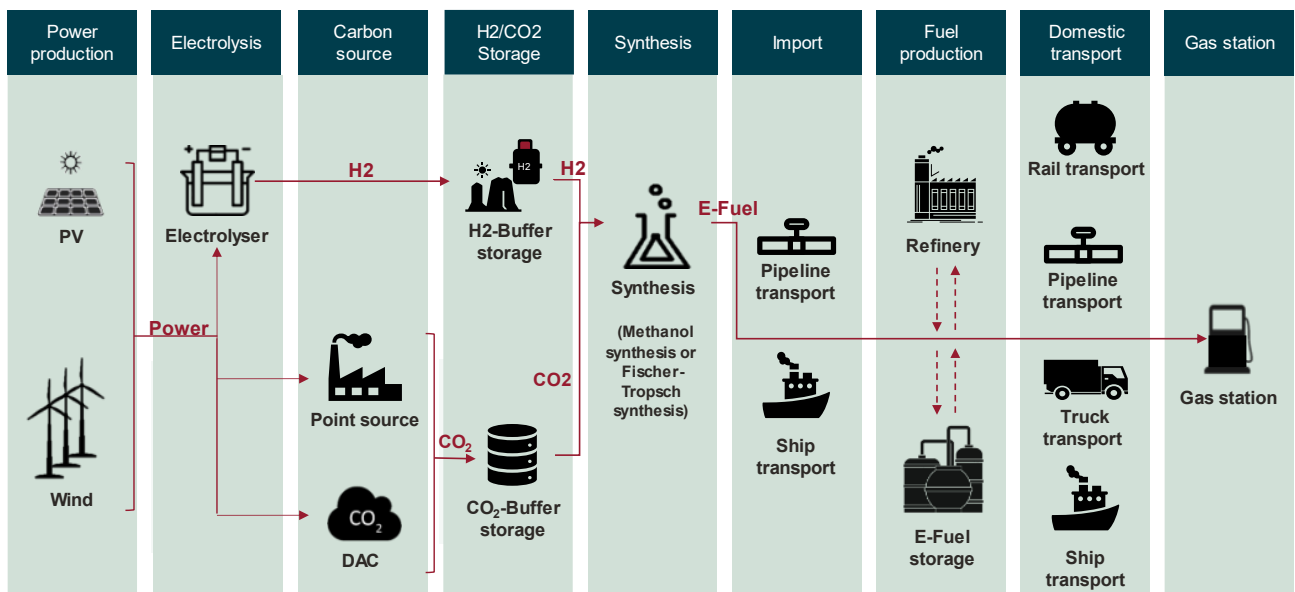 Power
production
Electrolysis
Carbon
source
H2/CO2
Storage
Synthesis
Import
Fuel
production
Domestic
transport
Gas station
PV
Wind
Power
Electrolyser
H2
Point source
CO₂
DAC
CO₂
H2
H2-Buffer
storage
CO₂-Buffer
storage
H2
CO2
Synthesis
(Methanol
synthesis or
Fischer-
Tropsch
synthesis)
E-Fuel
Pipeline
transport
Ship
transport
Refinery
E-Fuel
storage
Rail transport
Pipeline
transport
Truck
transport
Ship
transport
Gas station